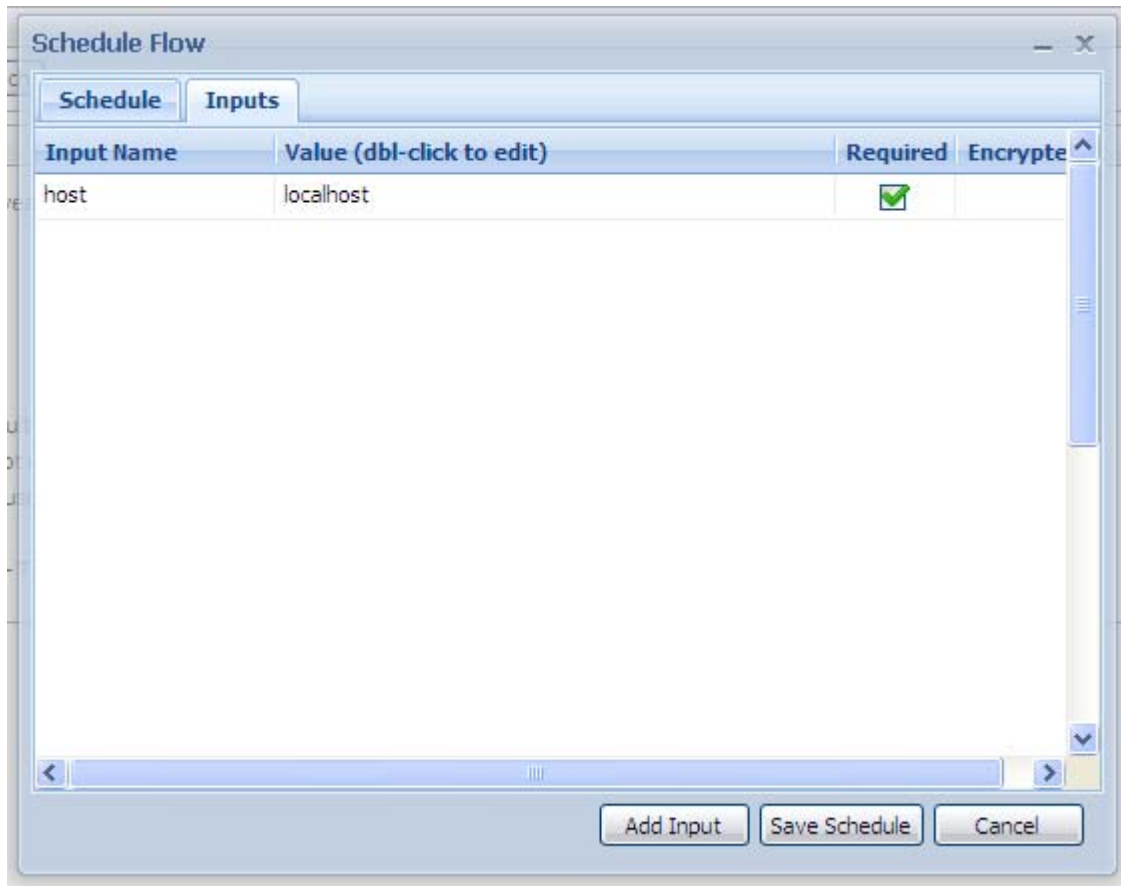 Schedule Flow
Schedule Inputs
Input Name Value (dbl-click to edit) Required Encrypte
host localhost
Add Input Save Schedule Cancel